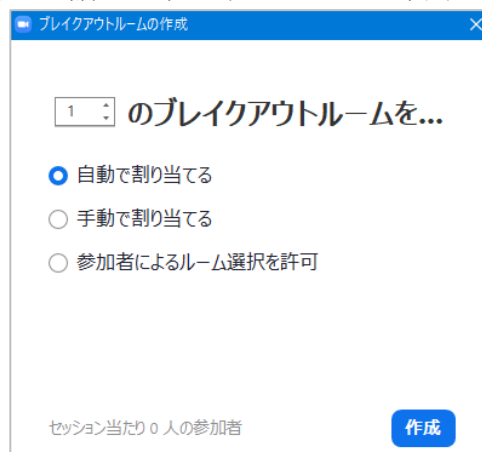 ブレイクアウトルームの作成
1 のブレイクアウトルームを...
自動で割り当てる
手動で割り当てる
参加者によるルーム選択を許可
セッション当たり 0 人の参加者
作成